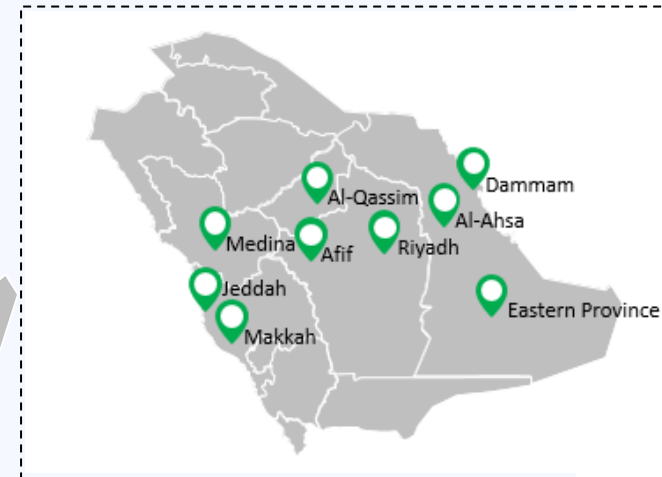 Dammam
Al-Qassim
Al-Ahsa
Medina
Afif
Riyadh
Jeddah
Eastern Province
Makkah